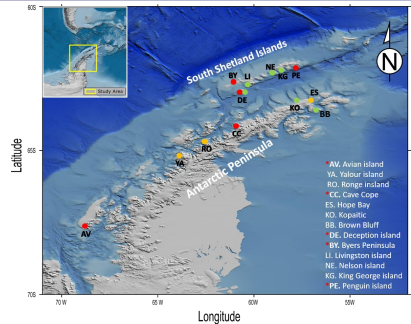 60S
Study Area
South Shetland Islands
N
BY
LI
NE
KG
PE
DE
ES
KO
BB
CC
RO
YA
Antarctic Peninsula
AV
Latitude
65S
70S
*AV. Avian island
YA. Yalour island
RO. Ronge insland
*CC. Cave Cope
ES. Hope Bay
KO. Kopaitic
BB. Brown Bluff
*DE. Deception island
*BY. Byers Peninsula
LI. Livingston island
NE. Nelson island
KG. King George island
*PE. Penguin island
70 W
65 W
60W
55W
Longitude